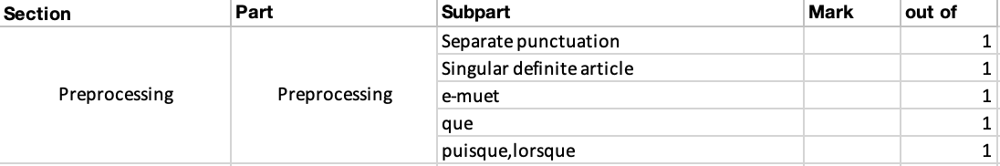 Section Part Subpart Mark out of
Separate punctuation 1
Singular definite article 1
Preprocessing Preprocessing e-muet 1
que 1
puisque,lorsque 1